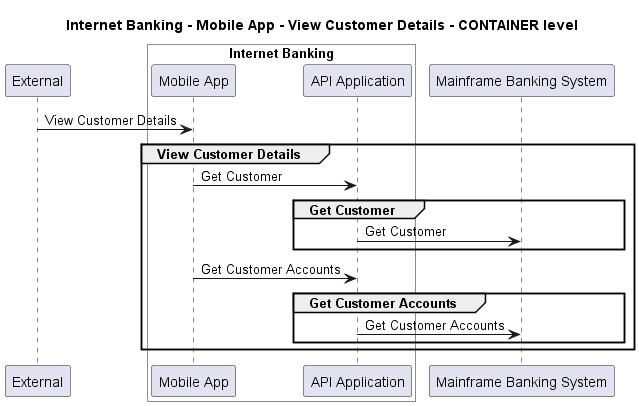 Internet Banking - Mobile App - View Customer Details - CONTAINER level
Internet Banking
External
Mobile App
API Application
Mainframe Banking System
View Customer Details
View Customer Details
Get Customer
Get Customer
Get Customer
Get Customer Accounts
Get Customer Accounts
Get Customer Accounts
External
Mobile App
API Application
Mainframe Banking System